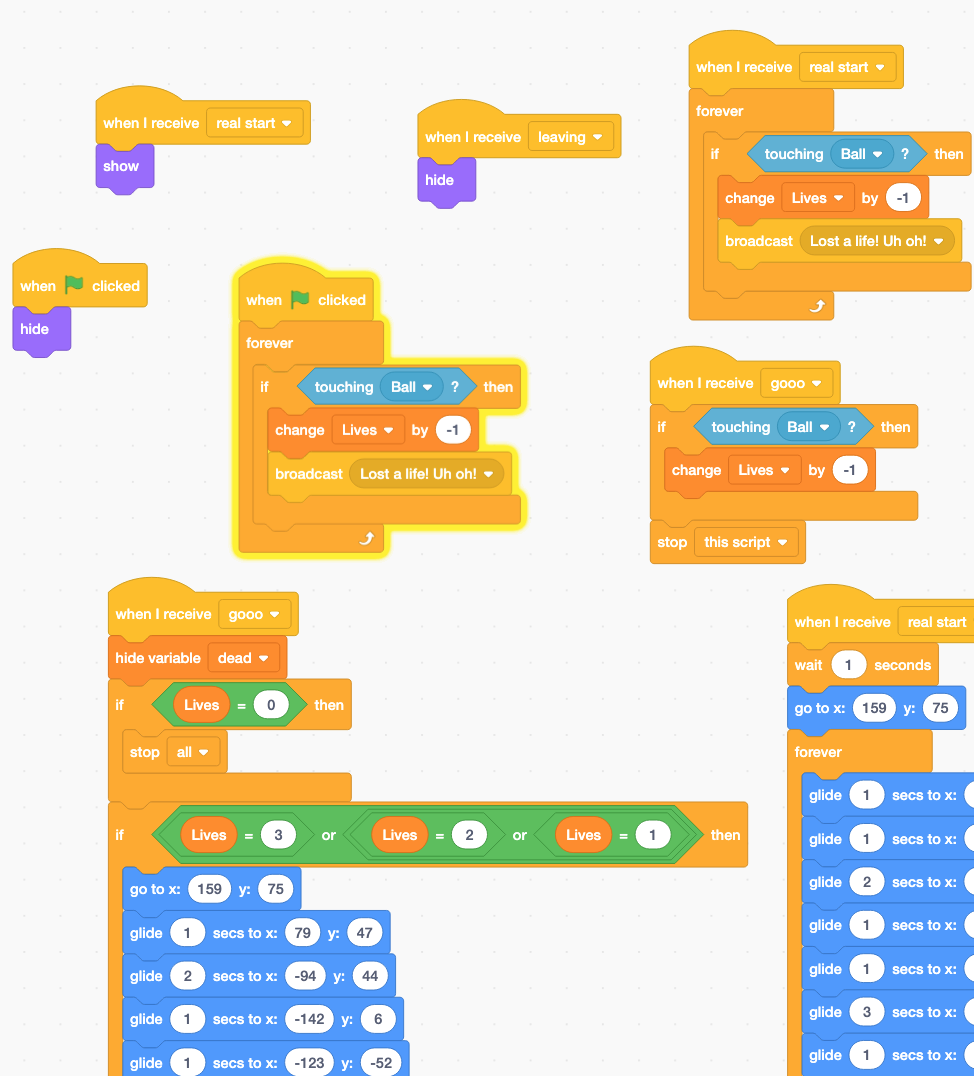 when I receive real start
show
when I receive leaving
hide
when I receive real start
forever
if touching Ball ? then
change Lives by -1
broadcast Lost a life! Uh oh!
when clicked
hide
when clicked
forever
if touching Ball ? then
change Lives by -1
broadcast Lost a life! Uh oh!
when I receive gooo
if touching Ball ? then
change Lives by -1
stop this script
when I receive gooo
hide variable dead
if Lives = 0 then
stop all
if Lives = 3 or Lives = 2 or Lives = 1 then
go to x: 159 y: 75
glide 1 secs to x: 79 y: 47
glide 2 secs to x: -94 y: 44
glide 1 secs to x: -142 y: 6
glide 1 secs to x: -123 y: -52
when I receive real start
wait 1 seconds
go to x: 159 y: 75
forever
glide 1 secs to x:
glide 1 secs to x:
glide 2 secs to x:
glide 1 secs to x:
glide 1 secs to x:
glide 3 secs to x:
glide 1 secs to x: